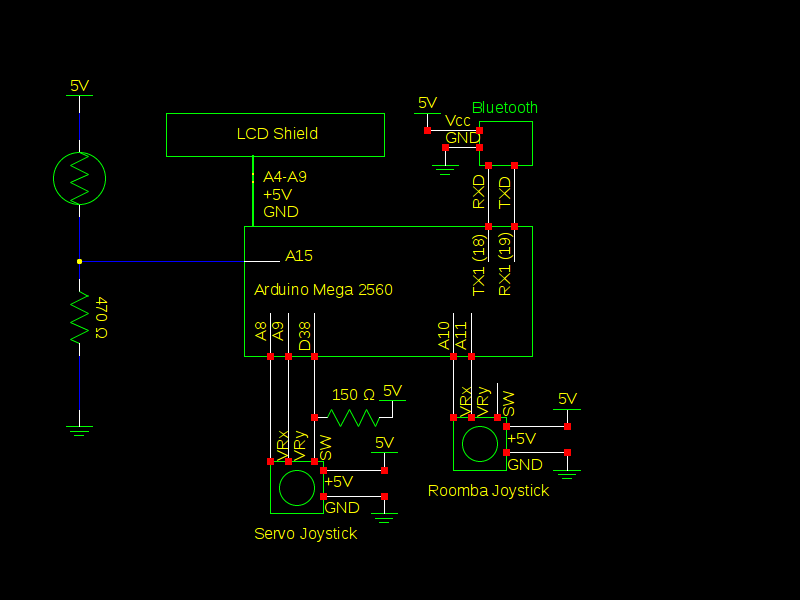 5V
5V
Bluetooth
Vcc
GND
LCD Shield
A4-A9
+5V
GND
RXD
TXD
A15
TX1 (18)
RX1 (19)
Arduino Mega 2560
470 Ω
A8
A9
D38
A10
A11
150 Ω
5V
5V
VRx
VRy
SW
+5V
GND
Roomba Joystick
5V
VRx
VRy
SW
+5V
GND
Servo Joystick